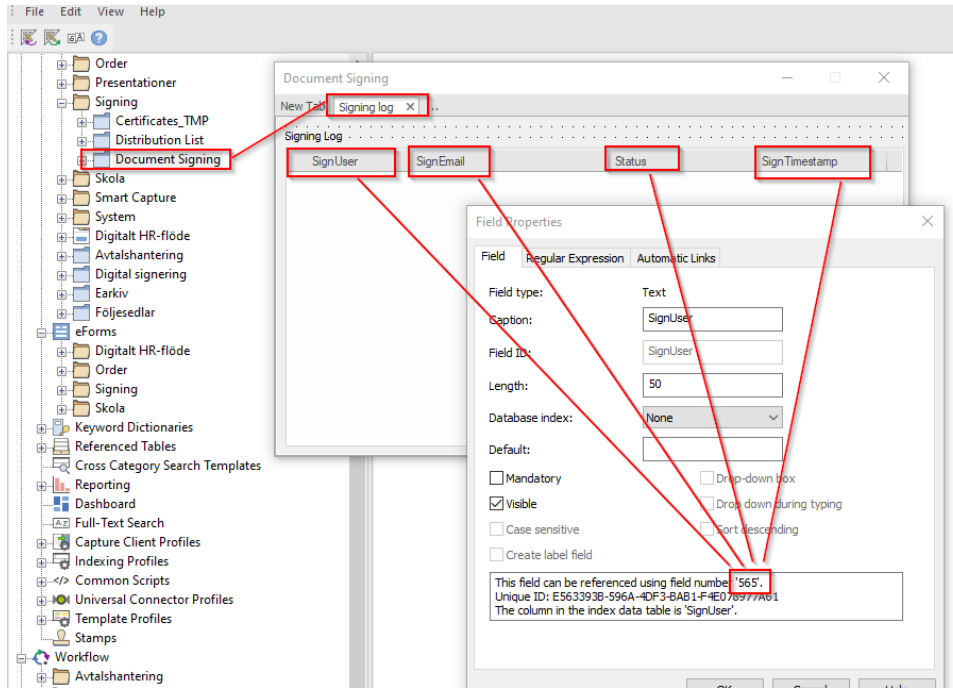 File Edit View Help
Order
Presentationer
Signing
Certificates_TMP
Distribution List
Document Signing
Skola
Smart Capture
System
Digitalt HR-flöde
Avtalshantering
Digital signering
Earkiv
Följesedlar
eForms
Digitalt HR-flöde
Order
Signing
Skola
Keyword Dictionaries
Referenced Tables
Cross Category Search Templates
Reporting
Dashboard
Full-Text Search
Capture Client Profiles
Indexing Profiles
Common Scripts
Universal Connector Profiles
Template Profiles
Stamps
Workflow
Avtalshantering
Document Signing
New Tab Signing log ...
Signing Log
SignUser SignEmail Status SignTimestamp
Field Properties
Field Regular Expression Automatic Links
Field type: Text
Caption: SignUser
Field ID: SignUser
Length: 50
Database index: None
Default:
Mandatory Drop-down box
Visible Drop down during typing
Case sensitive Sort descending
Create label field
This field can be referenced using field number '565'.
Unique ID: E563393B-596A-4DF3-BAB1-F4E078977A61
The column in the index data table is 'SignUser'.
OK Cancel Help